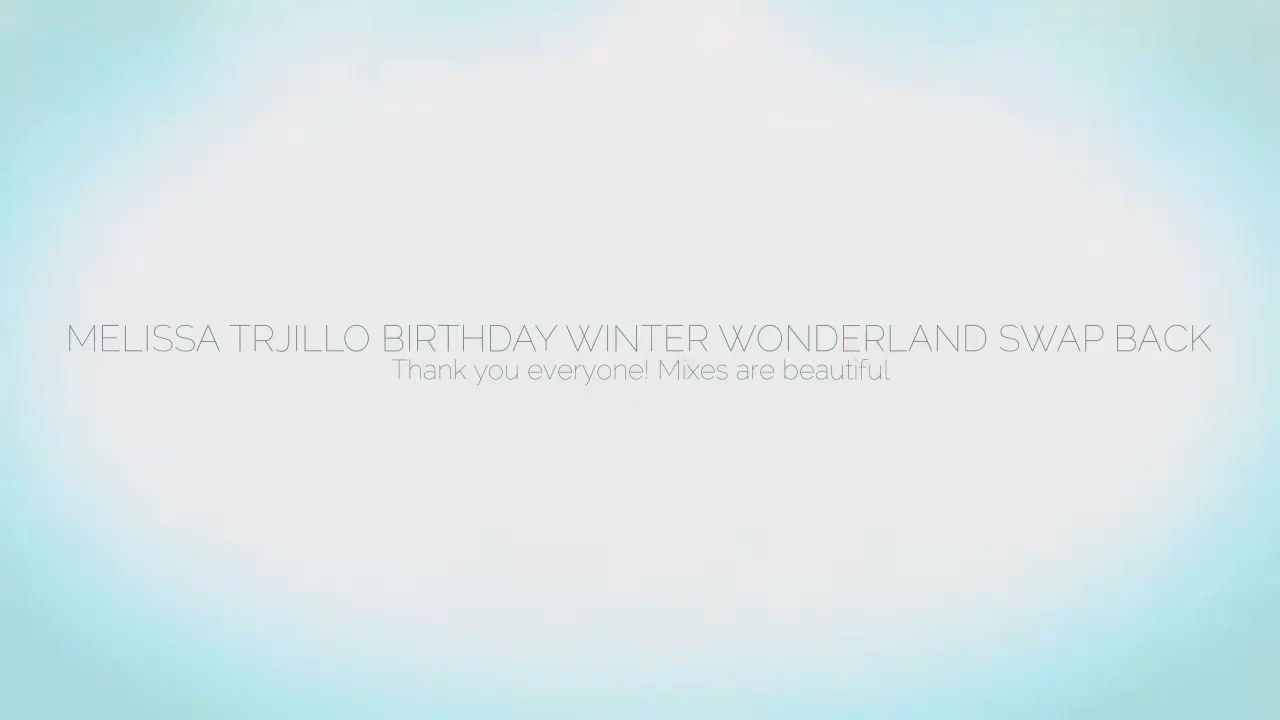 MELISSA TRJILLO BIRTHDAY WINTER WONDERLAND SWAP BACK
Thank you everyone! Mixes are beautiful